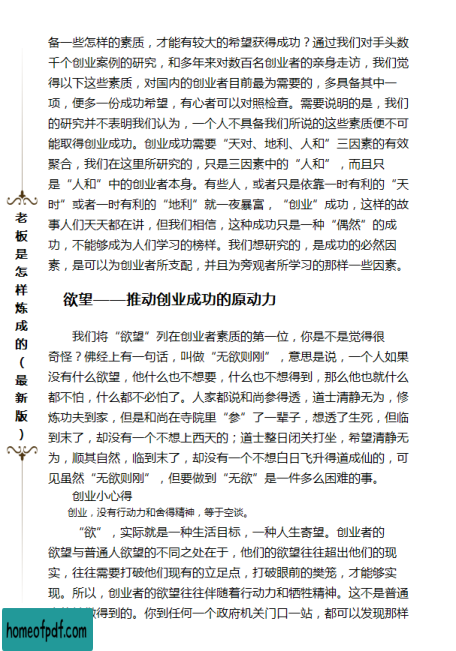 备一些怎样的素质，才能有较大的希望获得成功？通过我们对手头数
千个创业案例的研究，和多年来对数百名创业者的亲身走访，我们觉
得以下这些素质，对国内的创业者目前最为需要的，多具备其中一
项，便多一份成功希望，有心者可以对照检查。需要说明的是，我们
的研究并不表明我们认为，一个人不具备我们所说的这些素质便不可
能取得创业成功。创业成功需要“天对、地利、人和”三因素的有效
聚合，我们在这里所研究的，只是三因素中的“人和”，而且只
是“人和”中的创业者本身。有些人，或者只是依靠一时有利的“天
时”或者一时有利的“地利”就一夜暴富，“创业”成功，这样的故
事人们天天都在讲，但我们相信，这种成功只是一种“偶然”的成
功，不能够成为人们学习的榜样。我们想研究的，是成功的必然因
素，是可以为创业者所支配，并且为旁观者所学习的那样一些因素。
老板是怎样炼成的（最新版）
欲望——推动创业成功的原动力
我们将“欲望”列在创业者素质的第一位，你是不是觉得很
奇怪？佛经上有一句话，叫做“无欲则刚”，意思是说，一个人如果
没有什么欲望，他什么也不想要，什么也不想得到，那么他也就什么
都不怕，什么都不必怕了。人家都说和尚参得透，道士清静无为，修
炼功夫到家，但是和尚在寺院里“参”了一辈子，想透了生死，但临
到末了，却没有一个不想上西天的；道士整日闭关打坐，希望清静无
为，顺其自然，临到末了，却没有一个不想白日飞升得道成仙的，可
见虽然“无欲则刚”，但要做到“无欲”是一件多么困难的事。
创业小心得
创业，没有行动力和舍得精神，等于空谈。
“欲”，实际就是一种生活目标，一种人生寄望。创业者的
欲望与普通人欲望的不同之处在于，他们的欲望往往超出他们的现
实，往往需要打破他们现有的立足点，打破眼前的樊笼，才能够实
现。所以，创业者的欲望往往伴随着行动力和牺牲精神。这不是普通
得到的。你到任何一个政府机关门口一站，都可以发现那样
homeofpdf.com